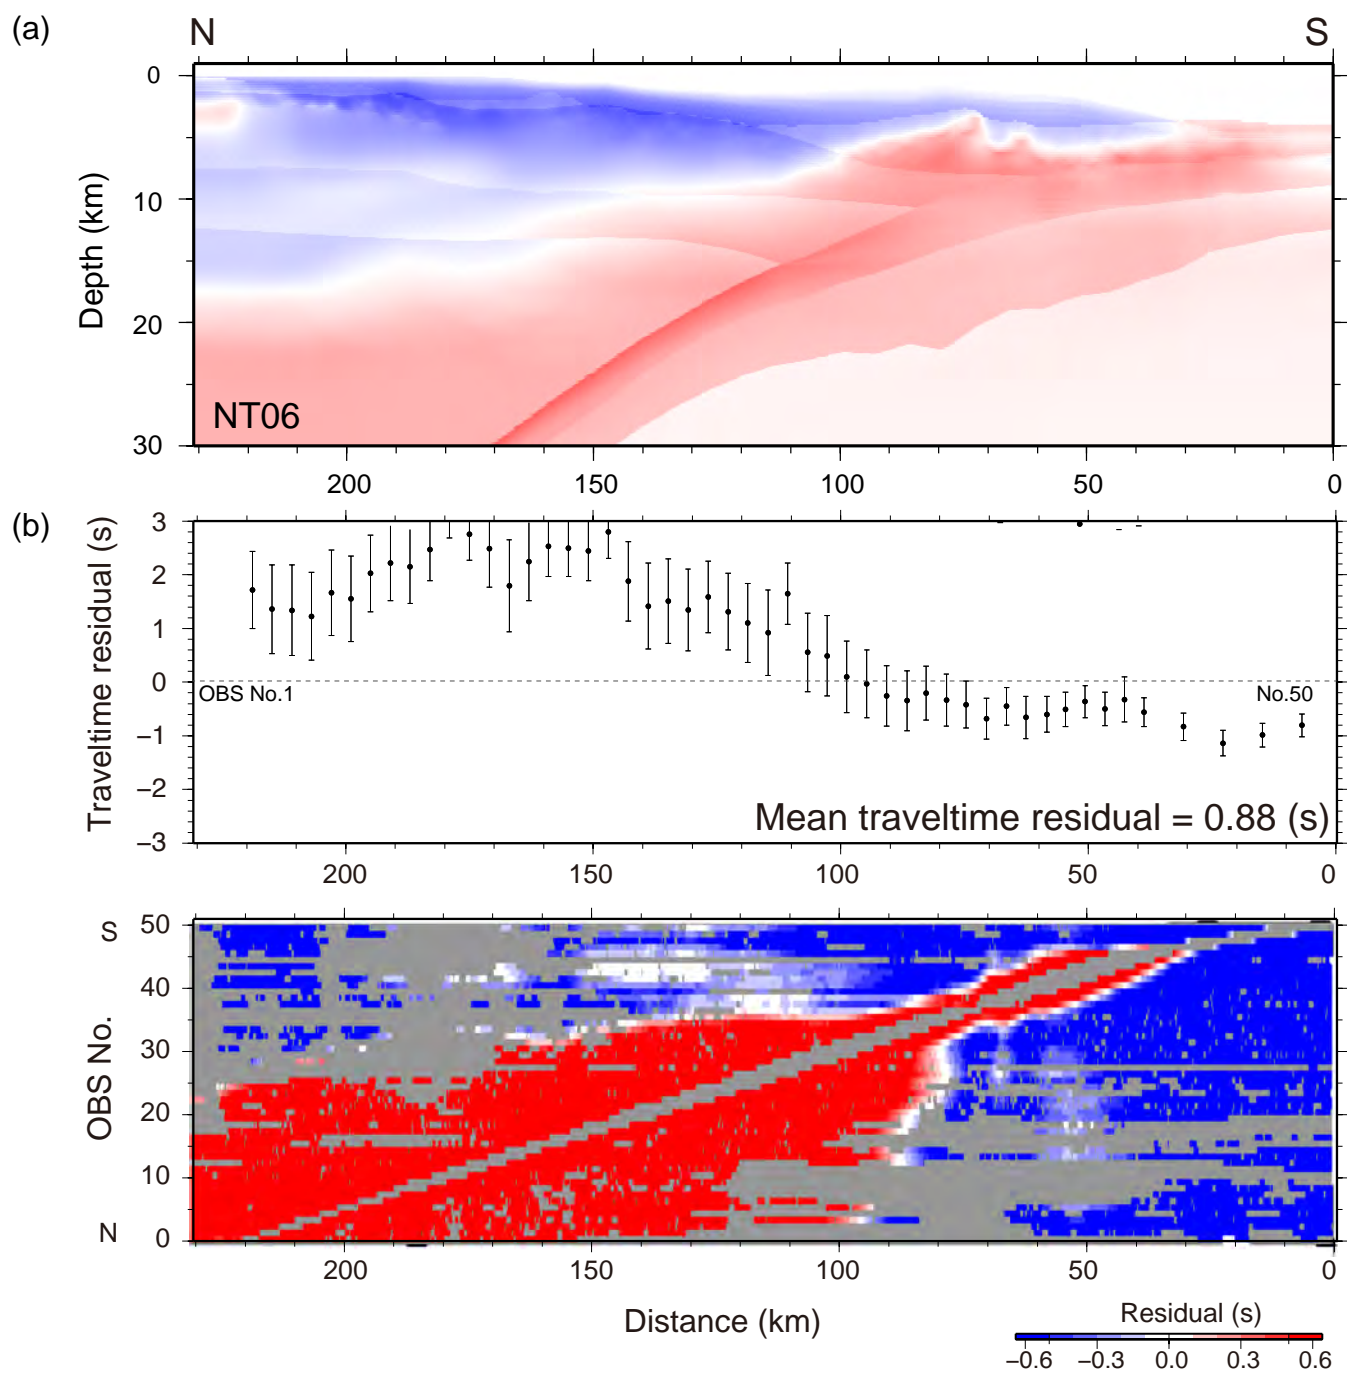 (a)
N
S
0
10
20
30
Depth (km)
NT06
200
150
100
50
0
(b)
3
2
1
0
−1
−2
−3
Traveltime residual (s)
OBS No.1
No.50
Mean traveltime residual = 0.88 (s)
200
150
100
50
0
S
50
40
30
20
10
N
0
OBS No.
200
150
100
50
0
Distance (km)
Residual (s)
−0.6
−0.3
0.0
0.3
0.6